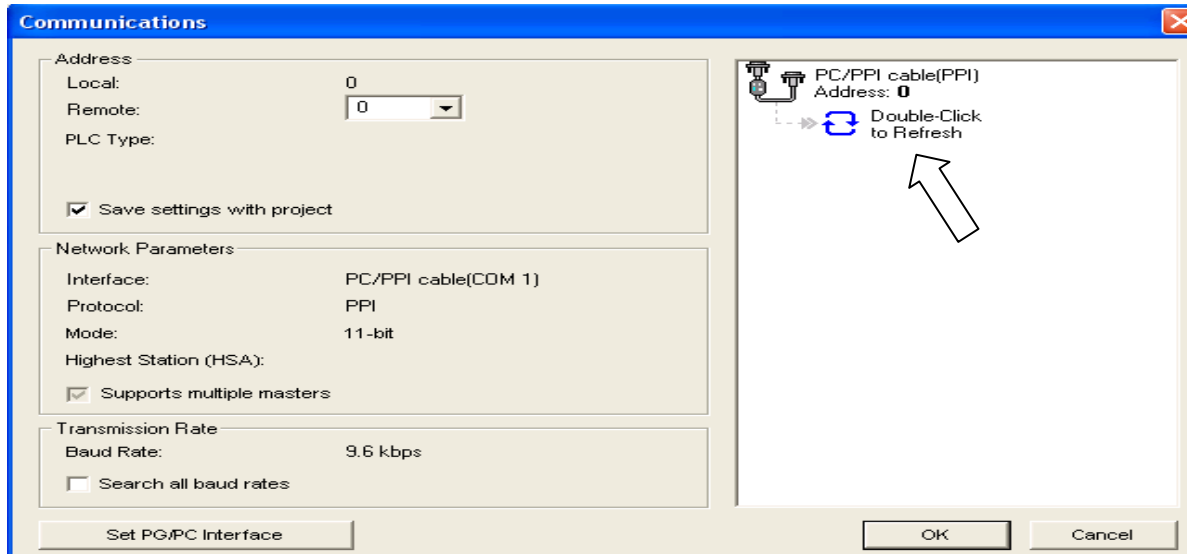 Communications
Address
Local: 0
Remote: 0
PLC Type:
Save settings with project
Network Parameters
Interface: PC/PPI cable(COM 1)
Protocol: PPI
Mode: 11-bit
Highest Station (HSA):
Supports multiple masters
Transmission Rate
Baud Rate: 9.6 kbps
Search all baud rates
Set PG/PC Interface
PC/PPI cable(PPI)
Address: 0
Double-Click
to Refresh
OK
Cancel